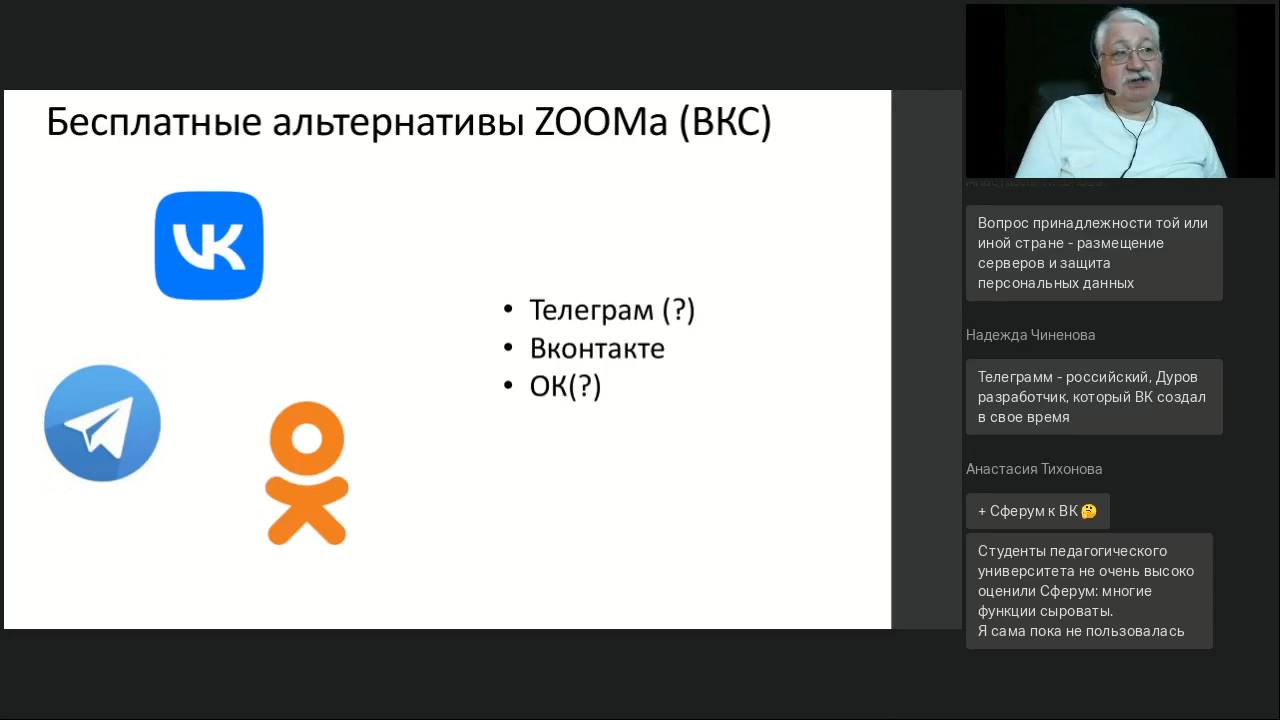 Бесплатные альтернативы ZOOMа (ВКС)
VK
• Телеграм (?)
• Вконтакте
• ОК(?)
Вопрос принадлежности той или
иной стране - размещение
серверов и защита
персональных данных
Надежда Чиненова
Телеграмм - российский, Дуров
разработчик, который ВК создал
в свое время
Анастасия Тихонова
+ Сферум к ВК 🤔
Студенты педагогического
университета не очень высоко
оценили Сферум: многие
функции сыроваты.
Я сама пока не пользовалась